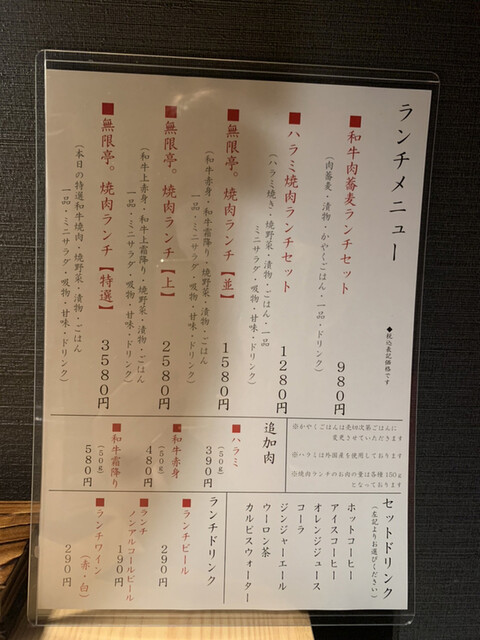 ランチメニュー
◆税込表記価格です
■和牛肉蕎麦ランチセット
(肉蕎麦・漬物・かやくごはん・一品・ドリンク)
980円
■ハラミ焼肉ランチセット
(ハラミ焼き・焼野菜・漬物・ごはん・一品
ミニサラダ・吸物・甘味・ドリンク)
1280円
■無限亭。焼肉ランチ【並】
(和牛赤身・和牛霜降り・焼野菜・漬物・ごはん
一品・ミニサラダ・吸物・甘味・ドリンク)
1580円
■無限亭。焼肉ランチ【上】
(和牛上赤身・和牛上霜降り・焼野菜・漬物・ごはん
一品・ミニサラダ・吸物・甘味・ドリンク)
2580円
■無限亭。焼肉ランチ【特選】
(本日の特選和牛焼肉・焼野菜・漬物・ごはん
一品・ミニサラダ・吸物・甘味・ドリンク)
3580円
※かやくごはんは売切次第ごはんに
変更させていただきます
※ハラミは外国産を使用しております
※焼肉ランチのお肉の量は各種150g
となっております
追加肉
■ハラミ
(50g)
390円
■和牛赤身
(50g)
480円
■和牛霜降り
(50g)
580円
セットドリンク
(左記よりお選びください)
ホットコーヒー
アイスコーヒー
オレンジジュース
コーラ
ジンジャーエール
ウーロン茶
カルピスウォーター
ランチドリンク
■ランチビール
290円
■ランチ
ノンアルコールビール
190円
■ランチワイン
(赤・白)
290円